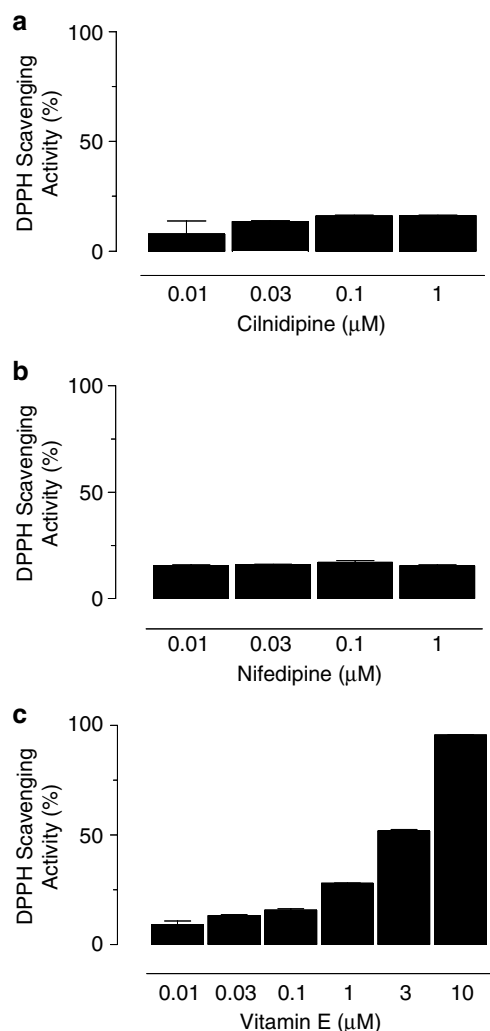 a
DPPH Scavenging
Activity (%)
100
50
0
0.01 0.03 0.1 1
Cilnidipine (μM)
b
DPPH Scavenging
Activity (%)
100
50
0
0.01 0.03 0.1 1
Nifedipine (μM)
c
DPPH Scavenging
Activity (%)
100
50
0
0.01 0.03 0.1 1 3 10
Vitamin E (μM)